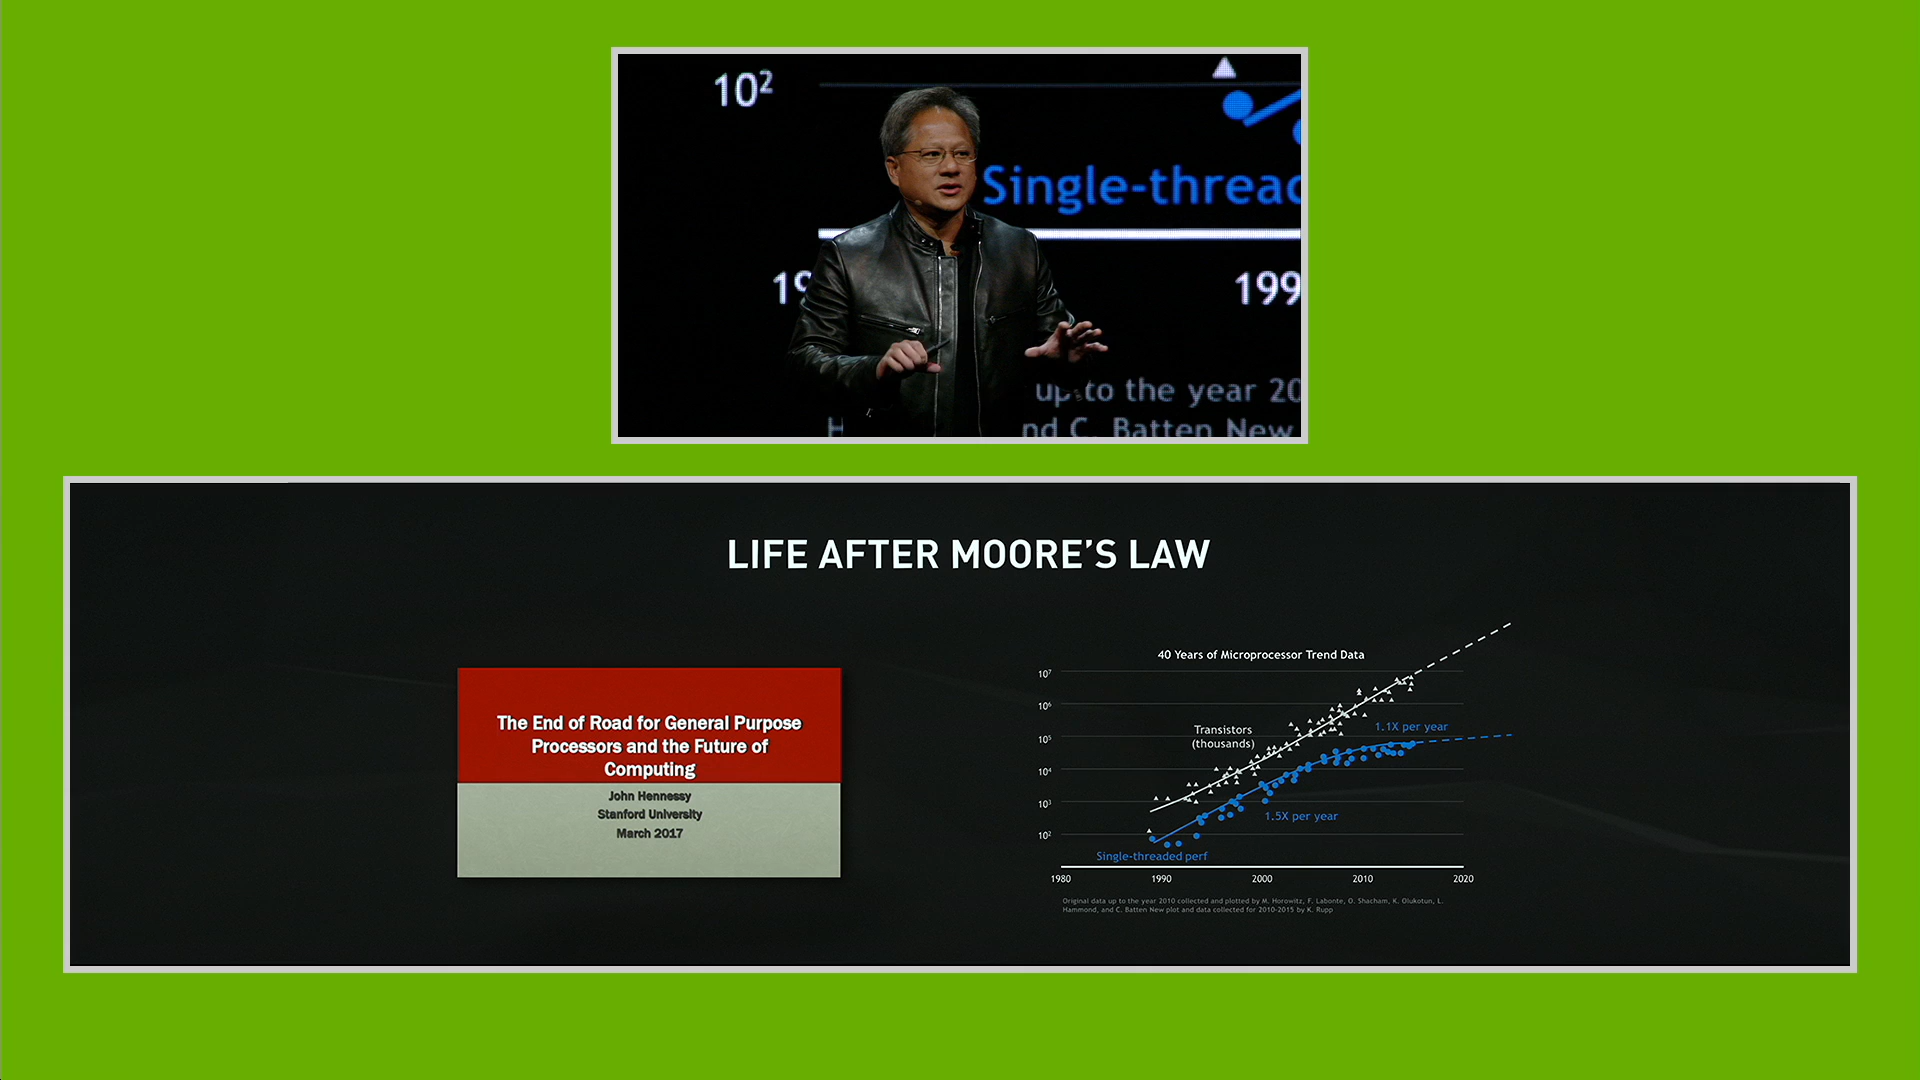 10²
Single-threac
19
199
up to the year 20
H nd C. Batten New
LIFE AFTER MOORE'S LAW
The End of Road for General Purpose
Processors and the Future of
Computing
John Hennessy
Stanford University
March 2017
40 Years of Microprocessor Trend Data
10⁷
10⁶
10⁵
10⁴
10³
10²
Transistors
(thousands)
1.1X per year
1.5X per year
Single-threaded perf
1980 1990 2000 2010 2020
Original data up to the year 2010 collected and plotted by M. Horowitz, F. Labonte, O. Shacham, K. Olukotun, L.
Hammond, and C. Batten New plot and data collected for 2010-2015 by K. Rupp